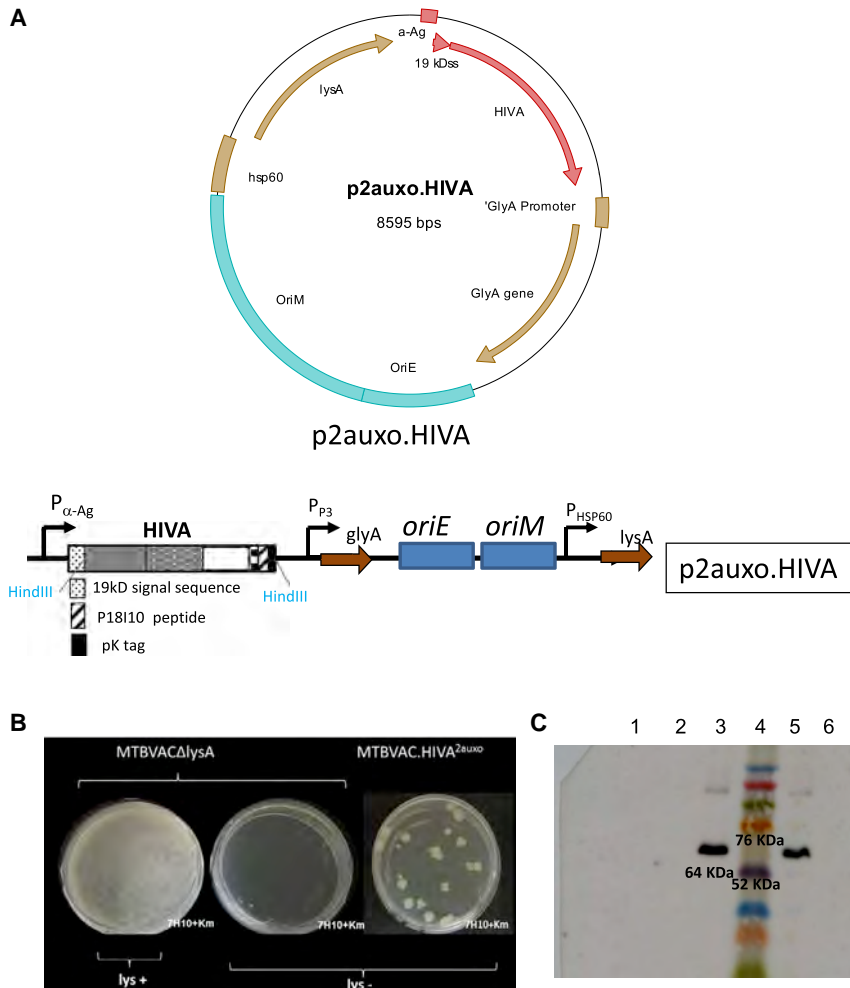 A
a-Ag
19 kDss
lysA
HIVA
hsp60
p2auxo.HIVA
'GlyA Promoter
8595 bps
GlyA gene
OriM
OriE
p2auxo.HIVA
Pα-Ag
HIVA
PP3
glyA
oriE
oriM
PHSP60
lysA
p2auxo.HIVA
HindIII
19kD signal sequence
HindIII
P18I10 peptide
pK tag
B
MTBVACΔlysA
MTBVAC.HIVA2auxo
7H10+Km
7H10+Km
7H10+Km
lys +
lys -
C
1 2 3 4 5 6
76 KDa
64 KDa
52 KDa